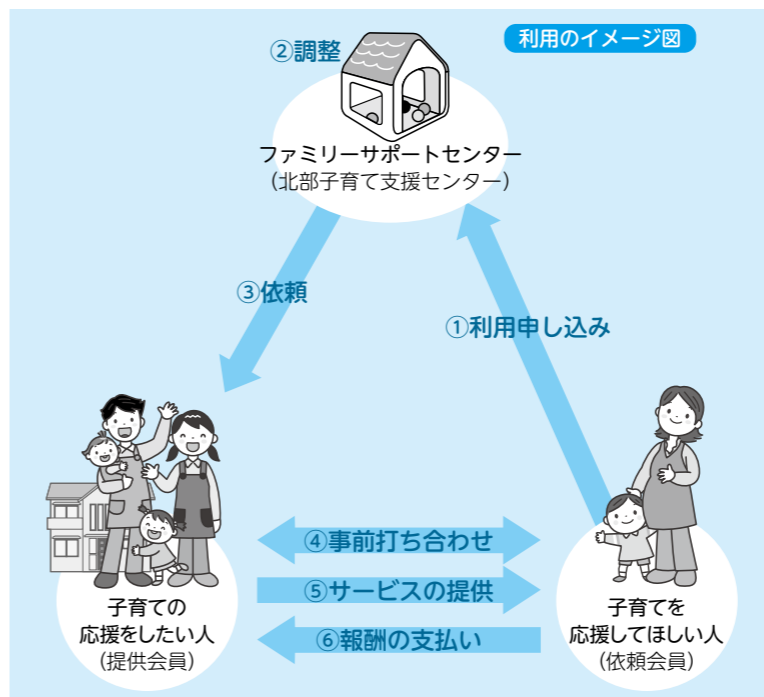 利用のイメージ図
②調整
ファミリーサポートセンター
（北部子育て支援センター）
③依頼
①利用申し込み
④事前打ち合わせ
⑤サービスの提供
⑥報酬の支払い
子育ての
応援をしたい人
（提供会員）
子育てを
応援してほしい人
（依頼会員）